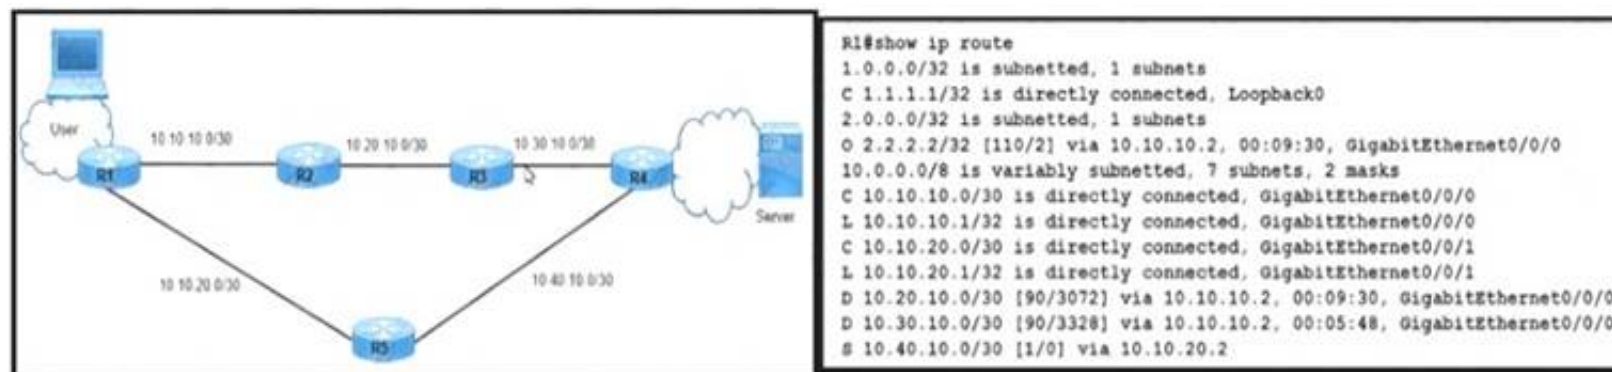 User
10 10 10 0/30
10 20 10 0/30
10 30 10 0/30
R1
R2
R3
R4
Server
10 10 20 0/30
10 40 10 0/30
R5
R1#show ip route
1.0.0.0/32 is subnetted, 1 subnets
C 1.1.1.1/32 is directly connected, Loopback0
2.0.0.0/32 is subnetted, 1 subnets
O 2.2.2.2/32 [110/2] via 10.10.10.2, 00:09:30, GigabitEthernet0/0/0
10.0.0.0/8 is variably subnetted, 7 subnets, 2 masks
C 10.10.10.0/30 is directly connected, GigabitEthernet0/0/0
L 10.10.10.1/32 is directly connected, GigabitEthernet0/0/0
C 10.10.20.0/30 is directly connected, GigabitEthernet0/0/1
L 10.10.20.1/32 is directly connected, GigabitEthernet0/0/1
D 10.20.10.0/30 [90/3072] via 10.10.10.2, 00:09:30, GigabitEthernet0/0/0
D 10.30.10.0/30 [90/3328] via 10.10.10.2, 00:05:48, GigabitEthernet0/0/0
S 10.40.10.0/30 [1/0] via 10.10.20.2